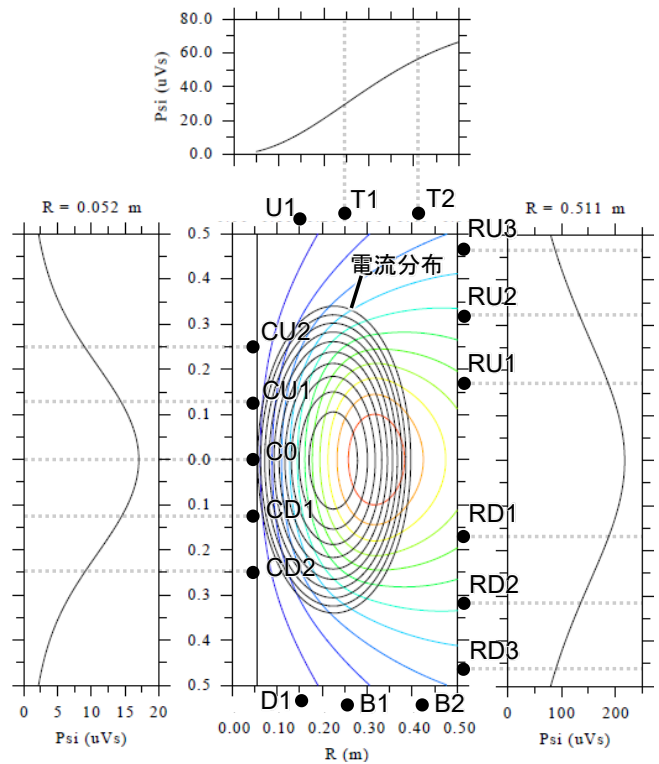 80.0
60.0
40.0
20.0
0.0
Psi (uVs)
R = 0.052 m
U1
T1
T2
R = 0.511 m
RU3
RU2
RU1
RD1
RD2
RD3
電流分布
CU2
CU1
C0
CD1
CD2
0.5
0.4
0.3
0.2
0.1
0.0
0.1
0.2
0.3
0.4
0.5
0 5 10 15 20
Psi (uVs)
D1
B1
B2
0.00 0.10 0.20 0.30 0.40 0.50
R (m)
0 100 200
Psi (uVs)